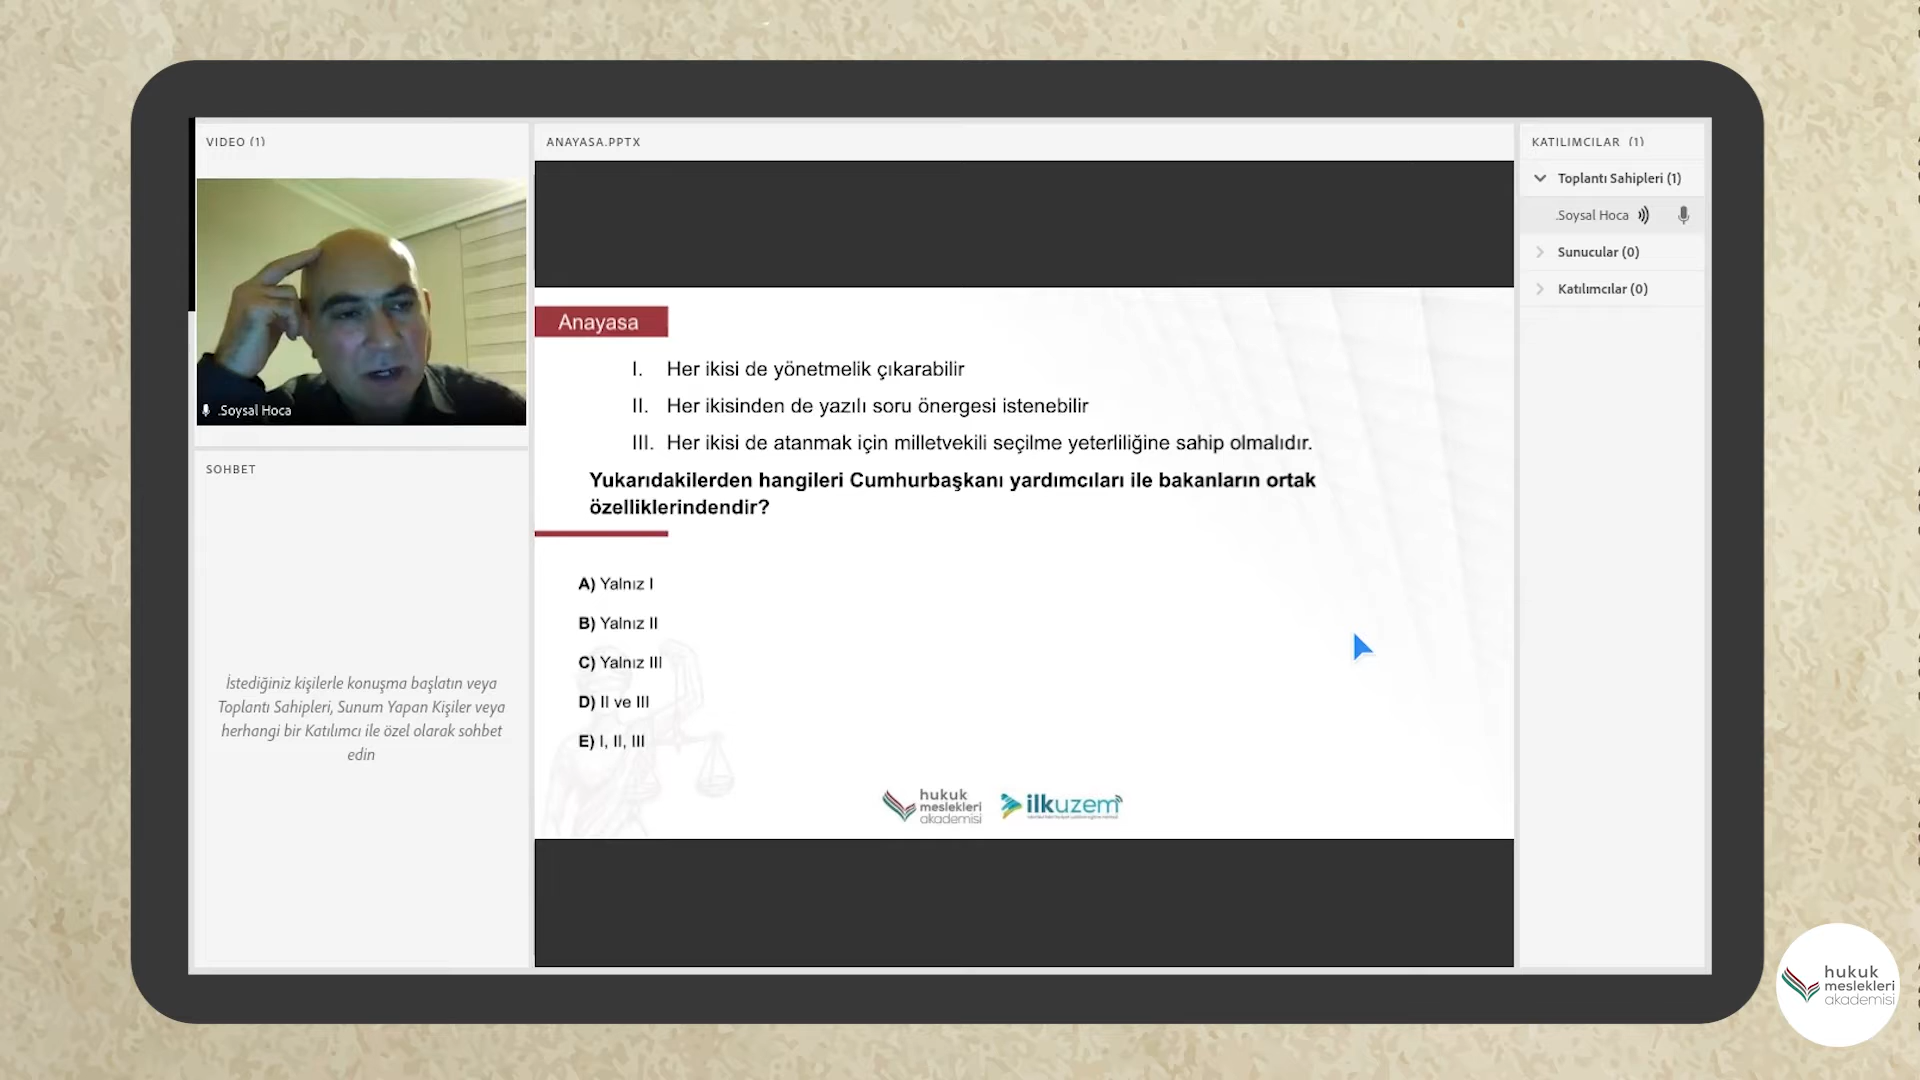 VIDEO (1)
.Soysal Hoca
SOHBET
İstediğiniz kişilerle konuşma başlatın veya
Toplantı Sahipleri, Sunum Yapan Kişiler veya
herhangi bir Katılımcı ile özel olarak sohbet
edin
ANAYASA.PPTX
Anayasa
I. Her ikisi de yönetmelik çıkarabilir
II. Her ikisinden de yazılı soru önergesi istenebilir
III. Her ikisi de atanmak için milletvekili seçilme yeterliliğine sahip olmalıdır.
Yukarıdakilerden hangileri Cumhurbaşkanı yardımcıları ile bakanların ortak
özelliklerindendir?
A) Yalnız I
B) Yalnız II
C) Yalnız III
D) II ve III
E) I, II, III
hukuk
meslekleri
akademisi
ilkuzem
KATILIMCILAR (1)
Toplantı Sahipleri (1)
.Soysal Hoca
Sunucular (0)
Katılımcılar (0)
hukuk
meslekleri
akademisi